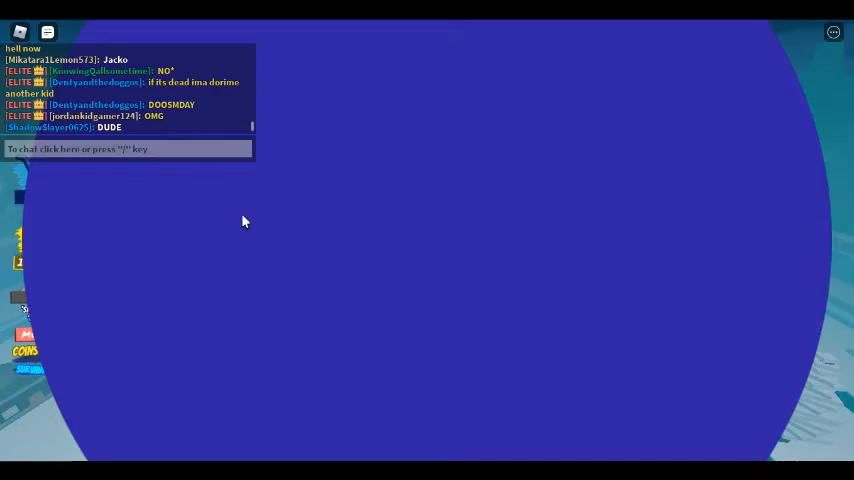 hell now
[Mikatara1Lemon573]: Jacko
[ELITE] [KnowingQallsometime]: NO*
[ELITE] [Dentyandthedoggos]: if its dead ima dorime
another kid
[ELITE] [Dentyandthedoggos]: DOOSMDAY
[ELITE] [jordankidgamer124]: OMG
[ShadowSlayer0625]: DUDE
To chat click here or press "/" key
COINS